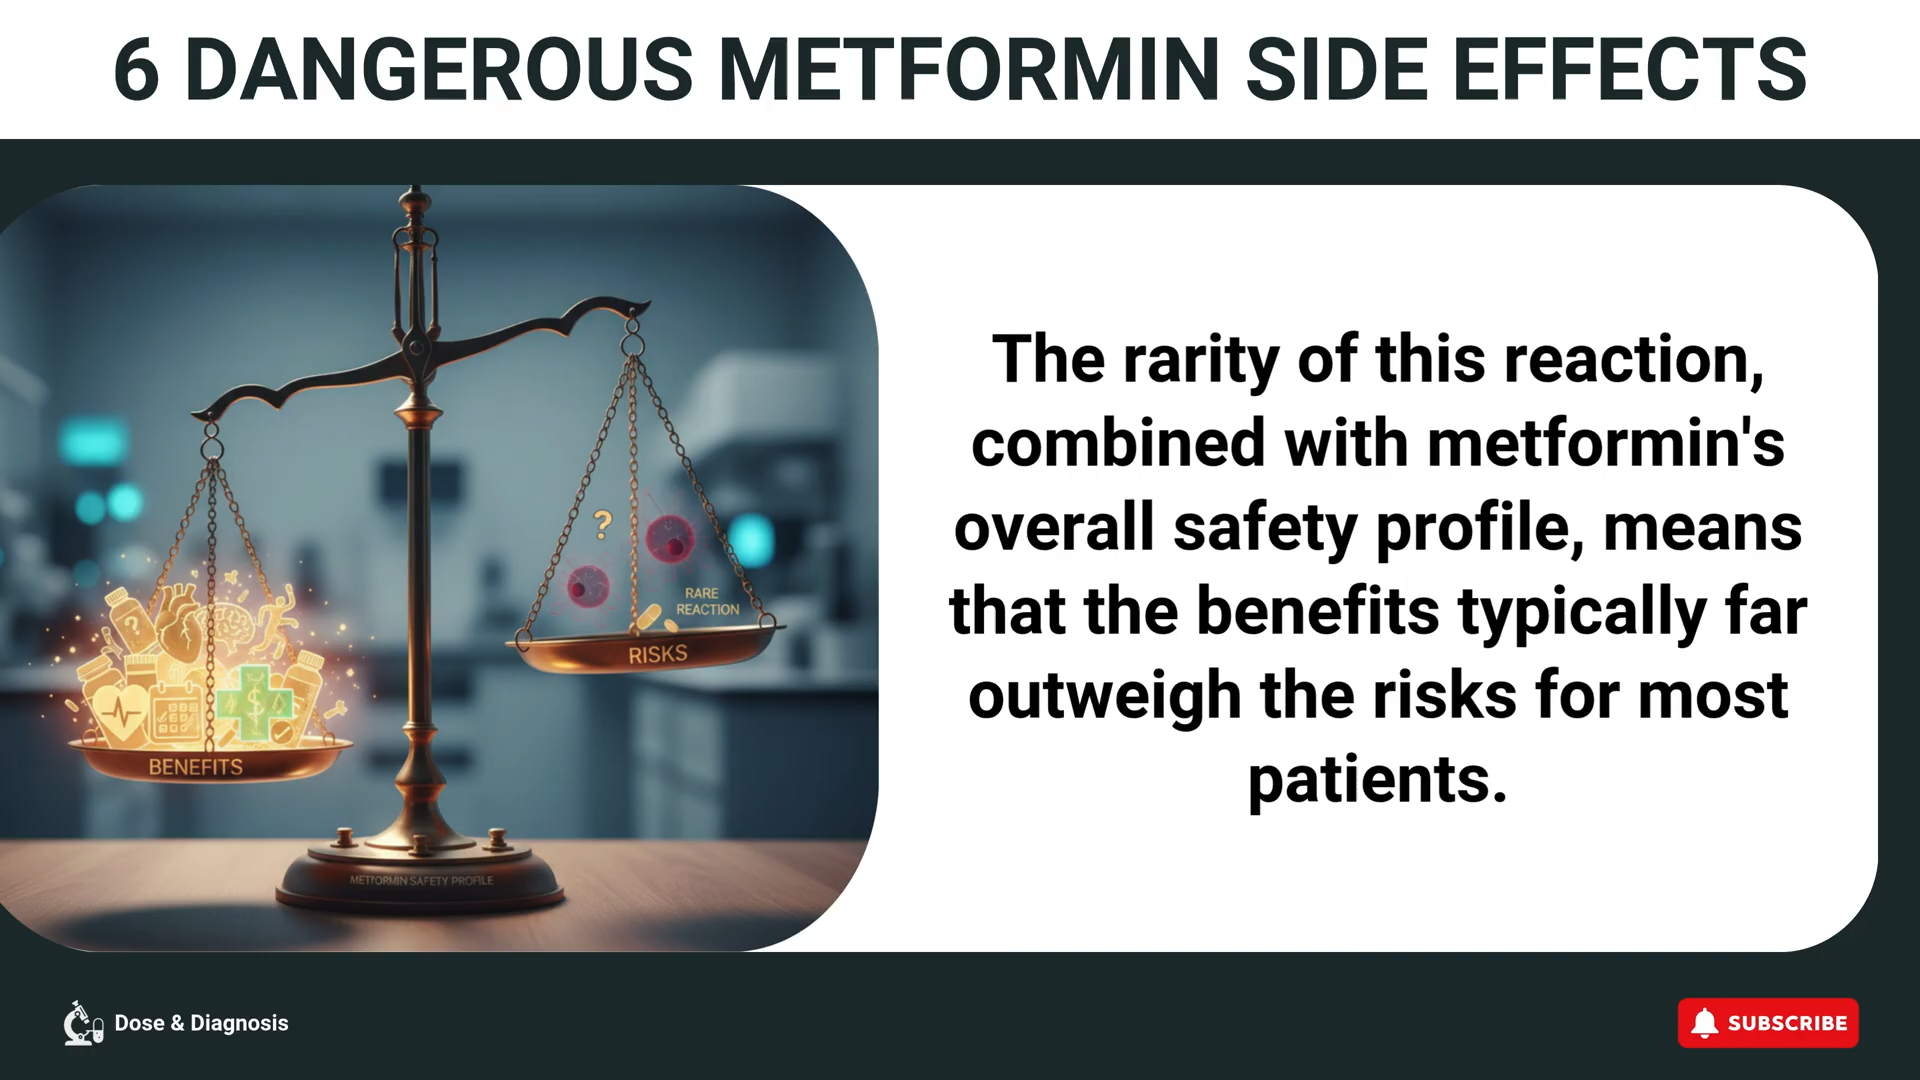 6 DANGEROUS METFORMIN SIDE EFFECTS
?
RARE
REACTION
RISKS
?
$
BENEFITS
METFORMIN SAFETY PROFILE
The rarity of this reaction,
combined with metformin's
overall safety profile, means
that the benefits typically far
outweigh the risks for most
patients.
Dose & Diagnosis
SUBSCRIBE